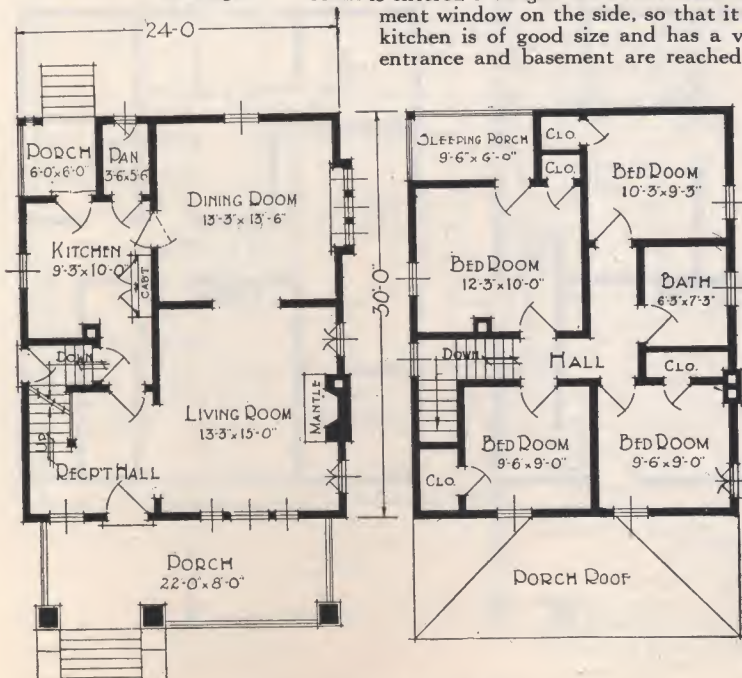 ment window on the side, so that it
kitchen is of good size and has a v
entrance and basement are reached
24-0
PORCH
6'-0"x6'-0"
PAN
3'-6"x5'-6"
DINING ROOM
13'-3"x13'-6"
KITCHEN
9'-3"x10'-0"
CAB'T
DOWN
UP
LIVING ROOM
13'-3"x15'-0"
MANTLE
RECP'T HALL
PORCH
22'-0"x8'-0"
30'-0"
SLEEPING PORCH
9'-6"x6'-0"
CLO.
CLO.
BED ROOM
10'-3"x9'-3"
BED ROOM
12'-3"x10'-0"
BATH
6'-3"x7'-3"
DOWN
HALL
CLO.
BED ROOM
9'-6"x9'-0"
BED ROOM
9'-6"x9'-0"
CLO.
PORCH ROOF